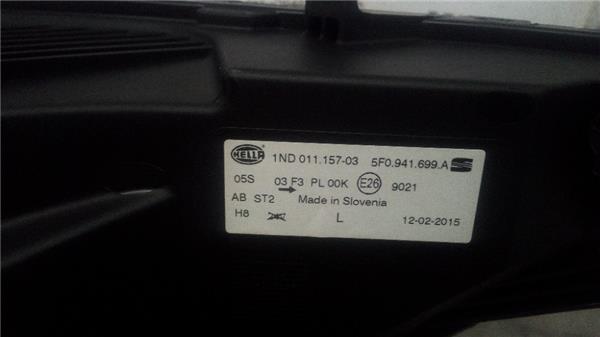 HELLA 1ND 011.157-03 5F0.941.699.A
05S 03 F3 PL 00K E26 9021
AB ST2 Made in Slovenia
H8 L 12-02-2015